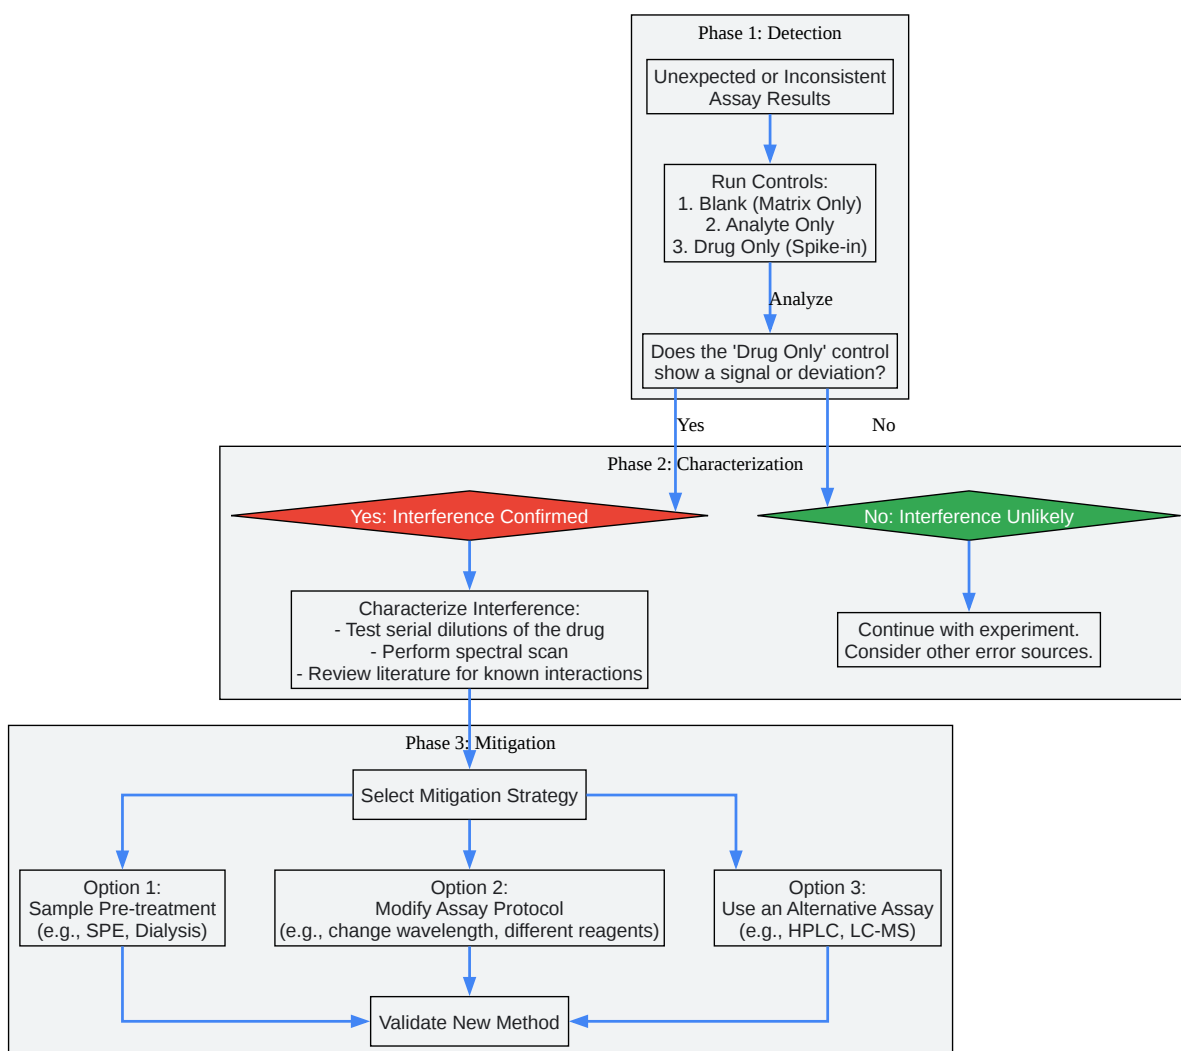 Phase 1: Detection
Unexpected or Inconsistent
Assay Results
Run Controls:
1. Blank (Matrix Only)
2. Analyte Only
3. Drug Only (Spike-in)
Analyze
Does the 'Drug Only' control
show a signal or deviation?
Yes
No
Phase 2: Characterization
Yes: Interference Confirmed
No: Interference Unlikely
Characterize Interference:
- Test serial dilutions of the drug
- Perform spectral scan
- Review literature for known interactions
Continue with experiment.
Consider other error sources.
Phase 3: Mitigation
Select Mitigation Strategy
Option 1:
Sample Pre-treatment
(e.g., SPE, Dialysis)
Option 2:
Modify Assay Protocol
(e.g., change wavelength, different reagents)
Option 3:
Use an Alternative Assay
(e.g., HPLC, LC-MS)
Validate New Method